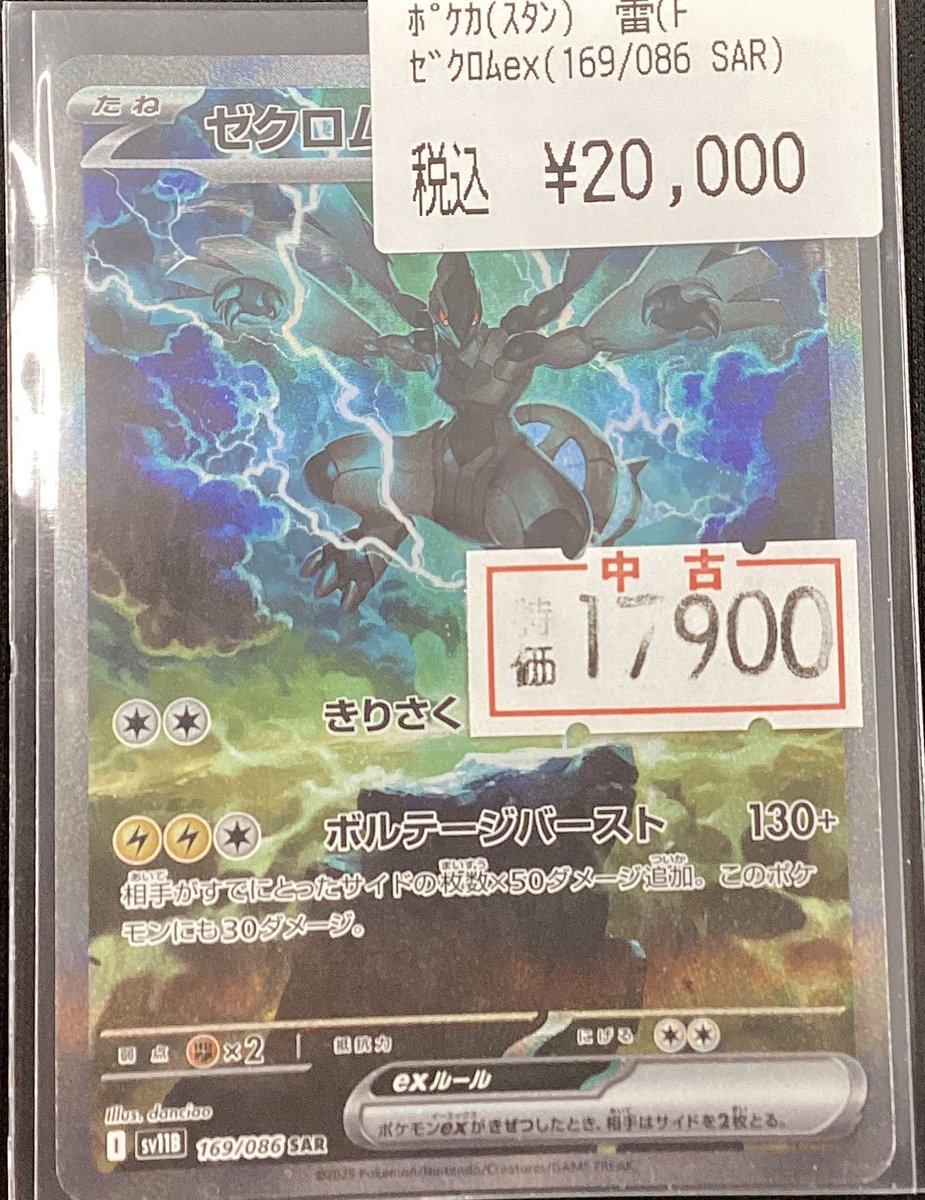 ポケカ(スタン) 雷(F
ゼクロムex(169/086 SAR)
税込 ¥20,000
たね
ゼクロム
中古
特価 17900
きりさく
ボルテージバースト 130+
相手がすでにとったサイドの枚数×50ダメージ追加。このポケ
モンにも30ダメージ。
弱点 ×2 抵抗力 にげる
exルール
ポケモンexがきぜつしたとき、相手はサイドを2枚とる。
Illus. danciao
I sv11B 169/086 SAR
©2025 Pokémon/Nintendo/Creatures/GAME FREAK.